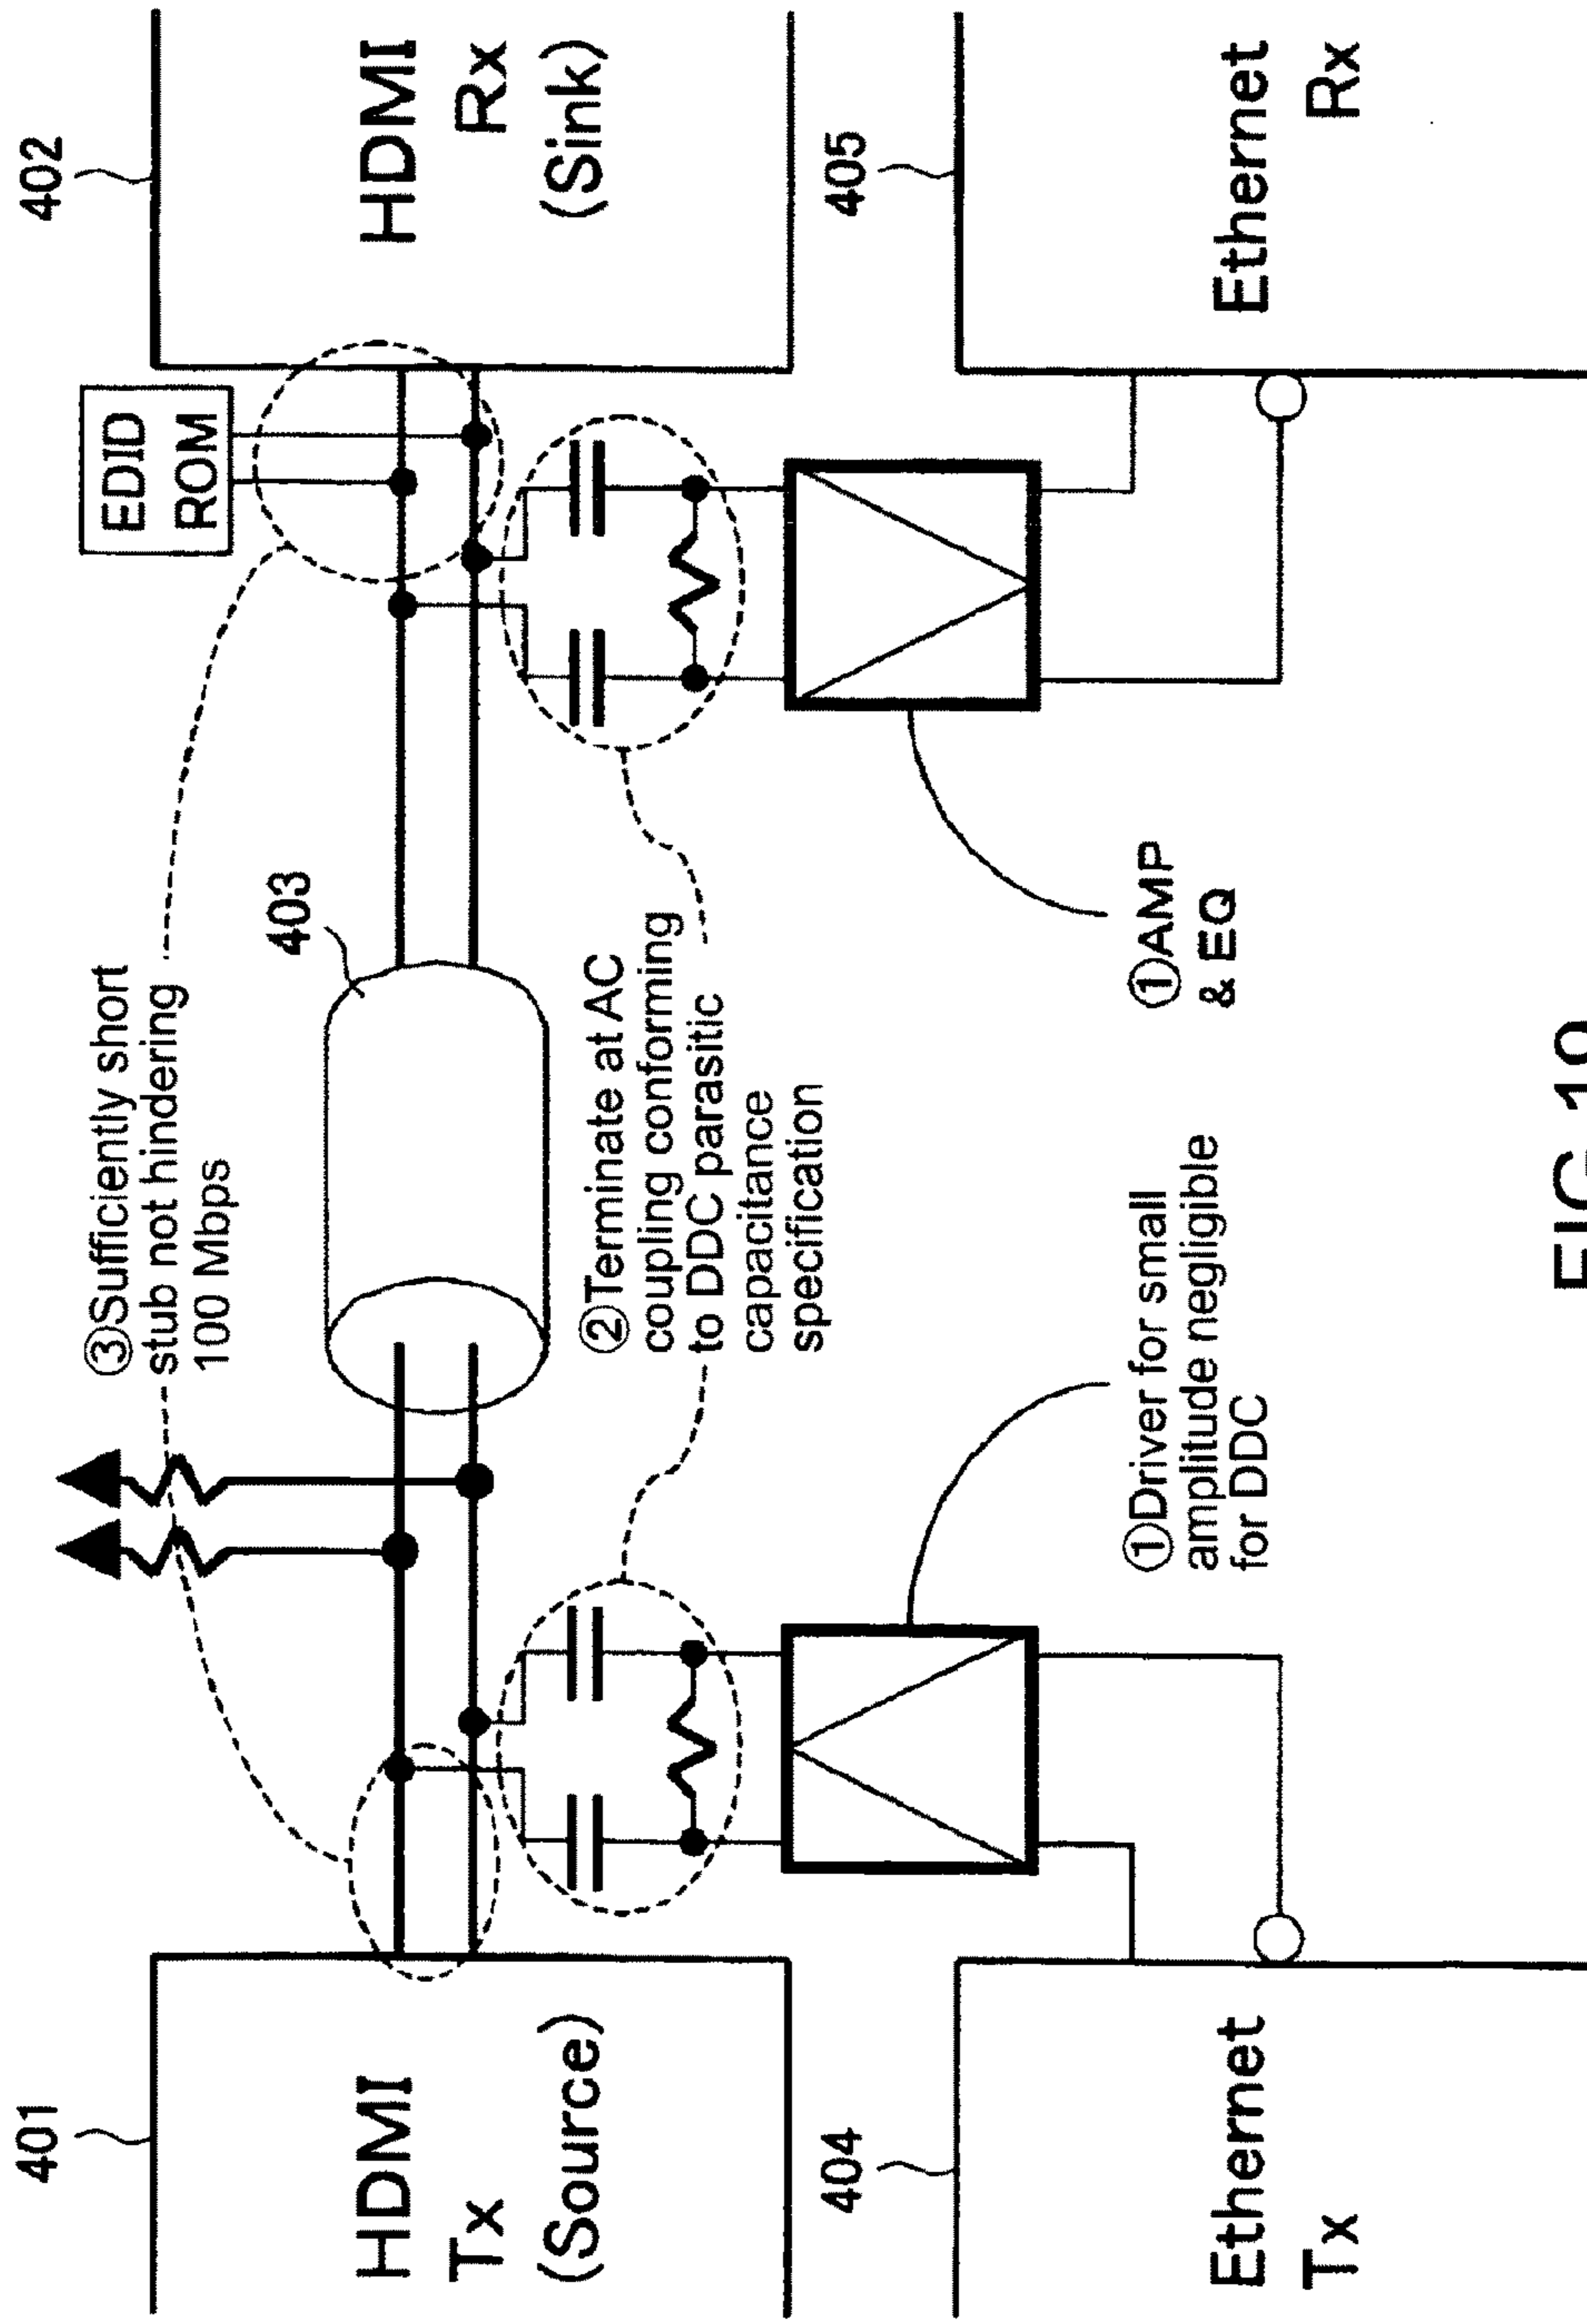 401
HDMI
Tx
(Source)
402
HDMI
Rx
(Sink)
EDID
ROM
403
③Sufficiently short
stub not hindering
100 Mbps
②Terminate at AC
coupling conforming
to DDC parasitic
capacitance
specification
404
Ethernet
Tx
405
Ethernet
Rx
①Driver for small
amplitude negligible
for DDC
①AMP
& EQ